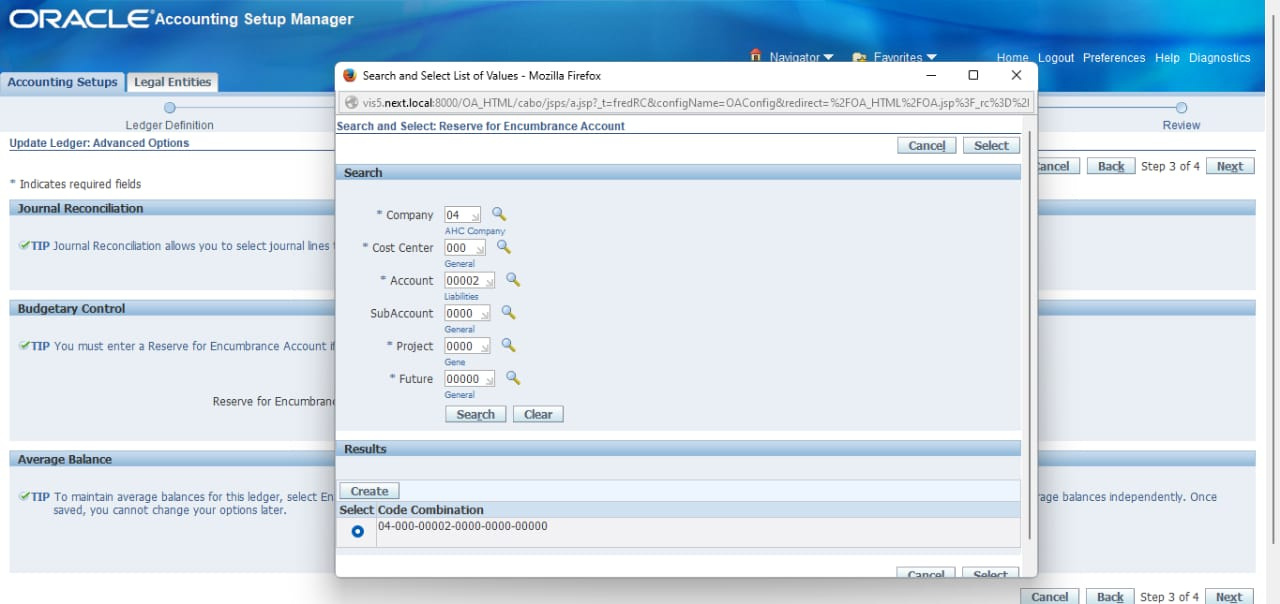 ORACLE® Accounting Setup Manager
Navigator Favorites Home Logout Preferences Help Diagnostics
Accounting Setups Legal Entities
Ledger Definition Review
Update Ledger: Advanced Options
Cancel Back Step 3 of 4 Next
* Indicates required fields
Journal Reconciliation
TIP Journal Reconciliation allows you to select journal lines
Budgetary Control
TIP You must enter a Reserve for Encumbrance Account
Reserve for
Average Balance
TIP To maintain average balances for this ledger, select
balances independently. Once
saved, you cannot change your options later.
Search and Select List of Values - Mozilla Firefox
vis5.next.local:8000/OA_HTML/cabo/jsps/a.jsp?_t=fredRC&configName=OAConfig&redirect=%2FOA_HTML%2FOA.jsp%3F_rc%3D%2
Search and Select: Reserve for Encumbrance Account
Cancel Select
Search
* Company 04
AHC Company
* Cost Center 000
General
* Account 00002
Liabilities
SubAccount 0000
General
* Project 0000
Gene
* Future 00000
General
Search Clear
Results
Create
Select Code Combination
04-000-00002-0000-0000-00000
Cancel Select
Cancel Back Step 3 of 4 Next